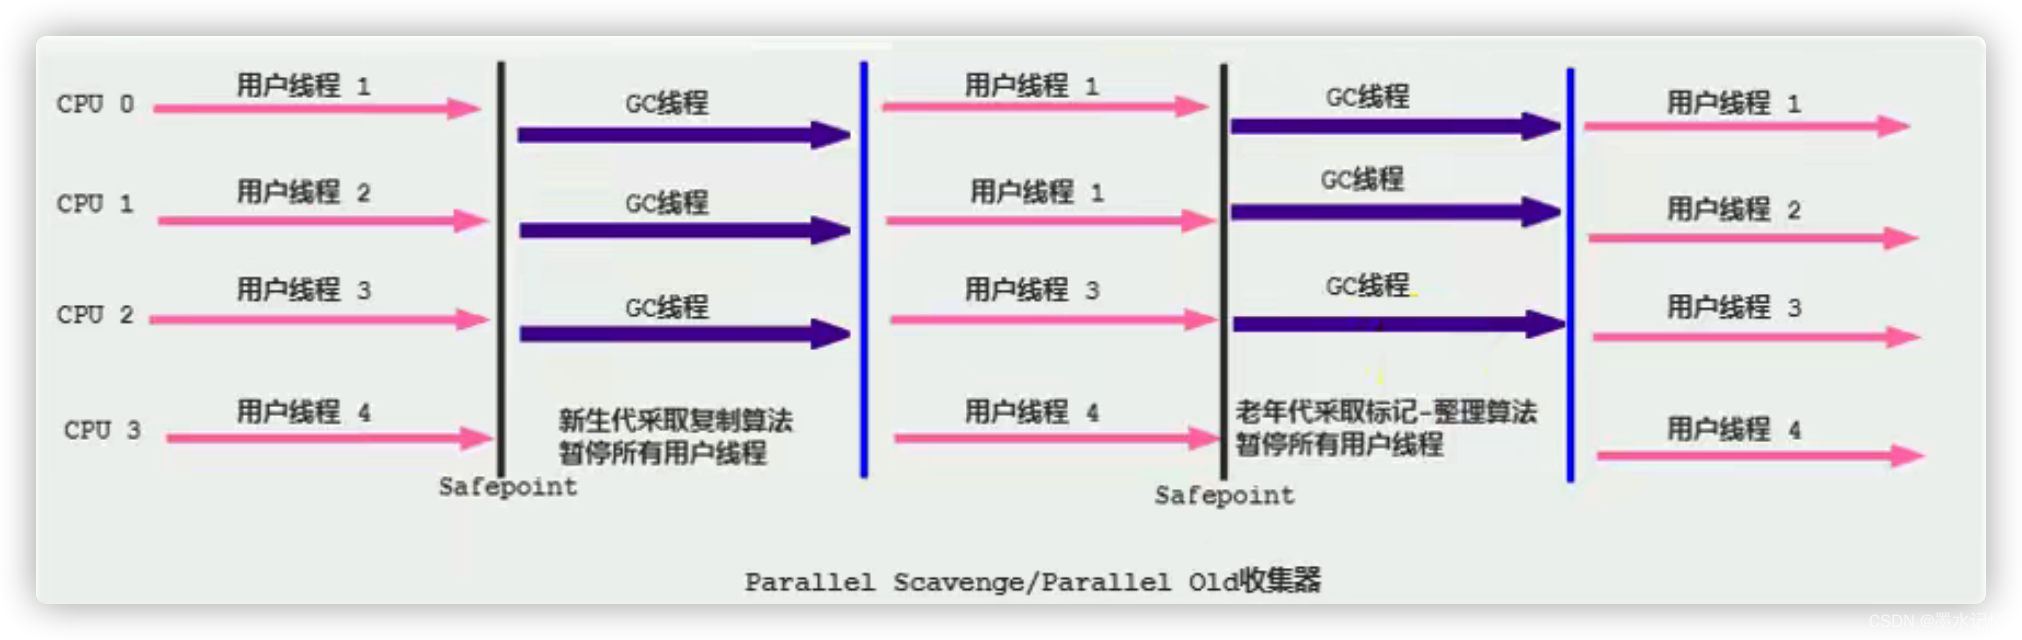 用户线程 1
GC线程
用户线程 1
GC线程
用户线程 1
CPU 0
用户线程 2
GC线程
用户线程 1
GC线程
用户线程 2
CPU 1
用户线程 3
GC线程
用户线程 3
GC线程
用户线程 3
CPU 2
用户线程 4
新生代采取复制算法
暂停所有用户线程
用户线程 4
老年代采取标记-整理算法
暂停所有用户线程
用户线程 4
CPU 3
Safepoint
Safepoint
Parallel Scavenge/Parallel Old收集器
CSDN